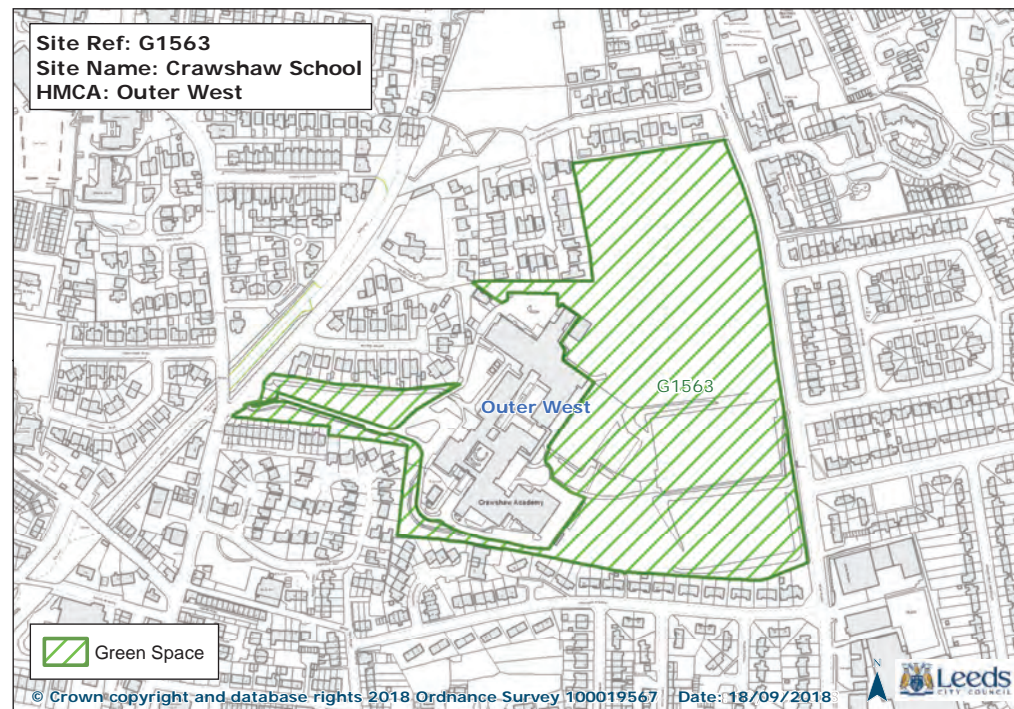 Site Ref: G1563
Site Name: Crawshaw School
HMCA: Outer West
G1563
Outer West
Crawshaw Academy
Green Space
© Crown copyright and database rights 2018 Ordnance Survey 100019567 Date: 18/09/2018
N
Leeds
CITY COUNCIL